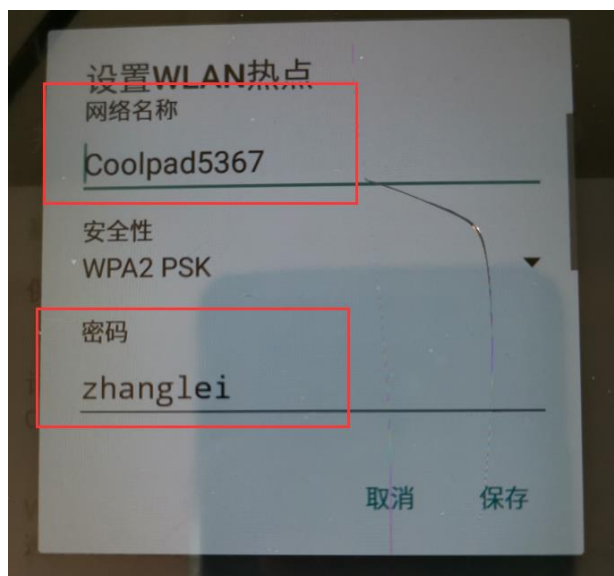 设置WLAN热点
网络名称
Coolpad5367
安全性
WPA2 PSK
密码
zhanglei
取消 保存